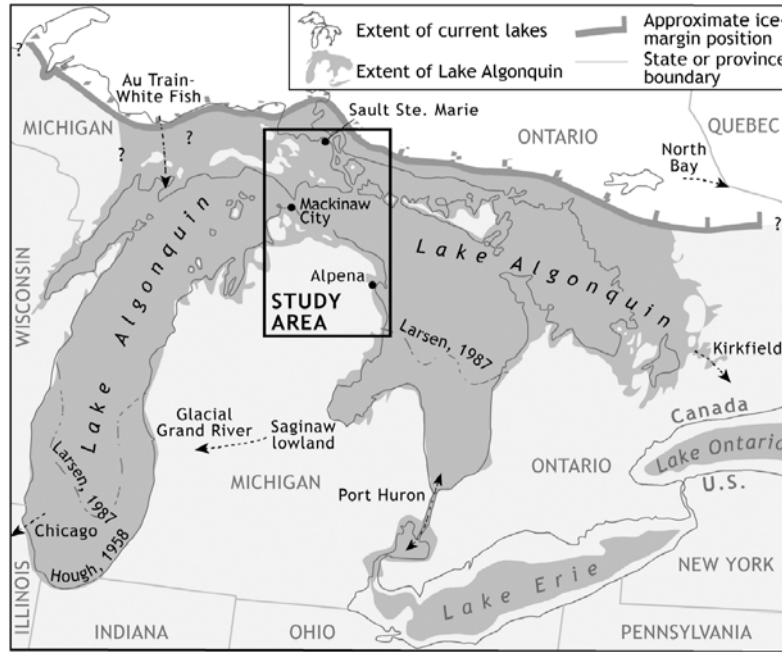 Extent of current lakes
Extent of Lake Algonquin
Approximate ice-
margin position
State or province
boundary
?
Au Train-
White Fish
MICHIGAN
Sault Ste. Marie
ONTARIO
QUEBEC
?
?
North
Bay
Mackinaw
City
?
WISCONSIN
Lake Algonquin
Lake Algonquin
Alpena
STUDY
AREA
Larsen, 1987
Kirkfield
Canada
Glacial
Grand River
Saginaw
lowland
Lake Ontario
U.S.
Larsen, 1987
MICHIGAN
Port Huron
ONTARIO
Chicago
Hough, 1958
NEW YORK
Lake Erie
ILLINOIS
INDIANA
OHIO
PENNSYLVANIA